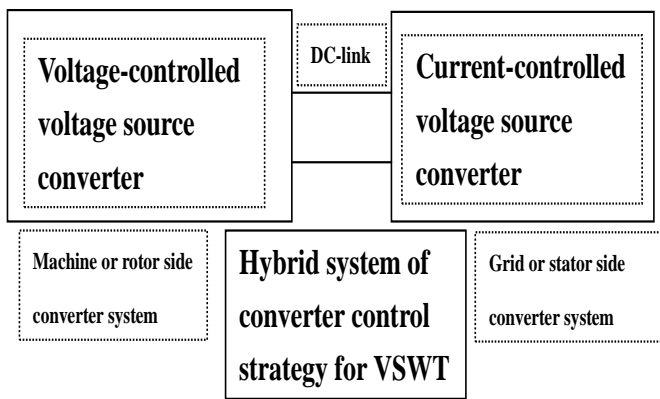 Voltage-controlled
voltage source
converter
DC-link
Current-controlled
voltage source
converter
Machine or rotor side
converter system
Hybrid system of
converter control
strategy for VSWT
Grid or stator side
converter system